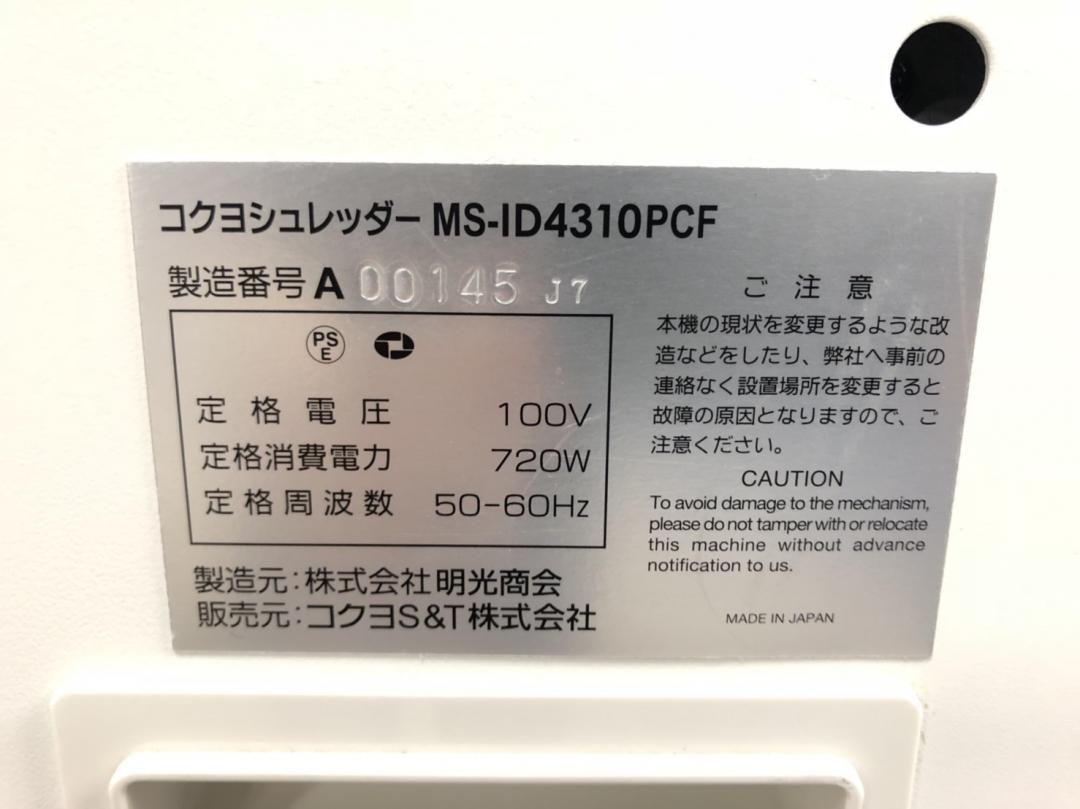 コクヨシュレッダー MS-ID4310PCF
製造番号 A 00145 J7
PS
E
定格電圧 100V
定格消費電力 720W
定格周波数 50-60Hz
製造元:株式会社明光商会
販売元:コクヨS&T株式会社
ご注意
本機の現状を変更するような改
造などをしたり、弊社へ事前の
連絡なく設置場所を変更すると
故障の原因となりますので、ご
注意ください。
CAUTION
To avoid damage to the mechanism,
please do not tamper with or relocate
this machine without advance
notification to us.
MADE IN JAPAN